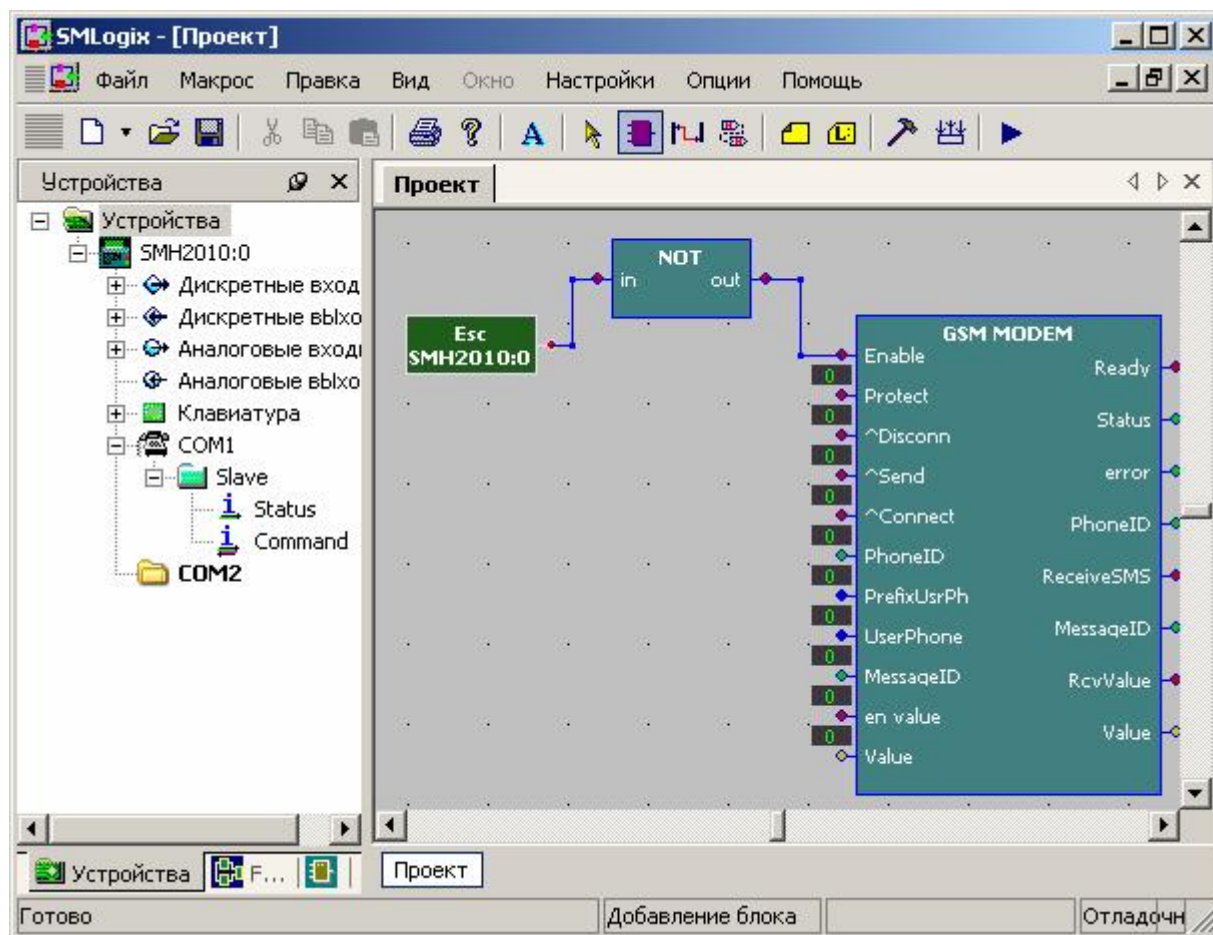 SMLogix - [Проект]
Файл Макрос Правка Вид Окно Настройки Опции Помощь
Устройства
Проект
Устройства
SMH2010:0
Дискретные вход
Дискретные вЫхо
Аналоговые входы
Аналоговые вЫхо
Клавиатура
COM1
Slave
Status
Command
COM2
NOT
in out
Esc
SMH2010:0
GSM MODEM
Enable
0
Protect
0
^Disconn
0
^Send
0
^Connect
0
PhoneID
0
PrefixUsrPh
0
UserPhone
0
MessageID
0
en value
0
Value
Ready
Status
error
PhoneID
ReceiveSMS
MessageID
RcvValue
Value
Устройства
F...
Проект
Готово
Добавление блока
Отладочн